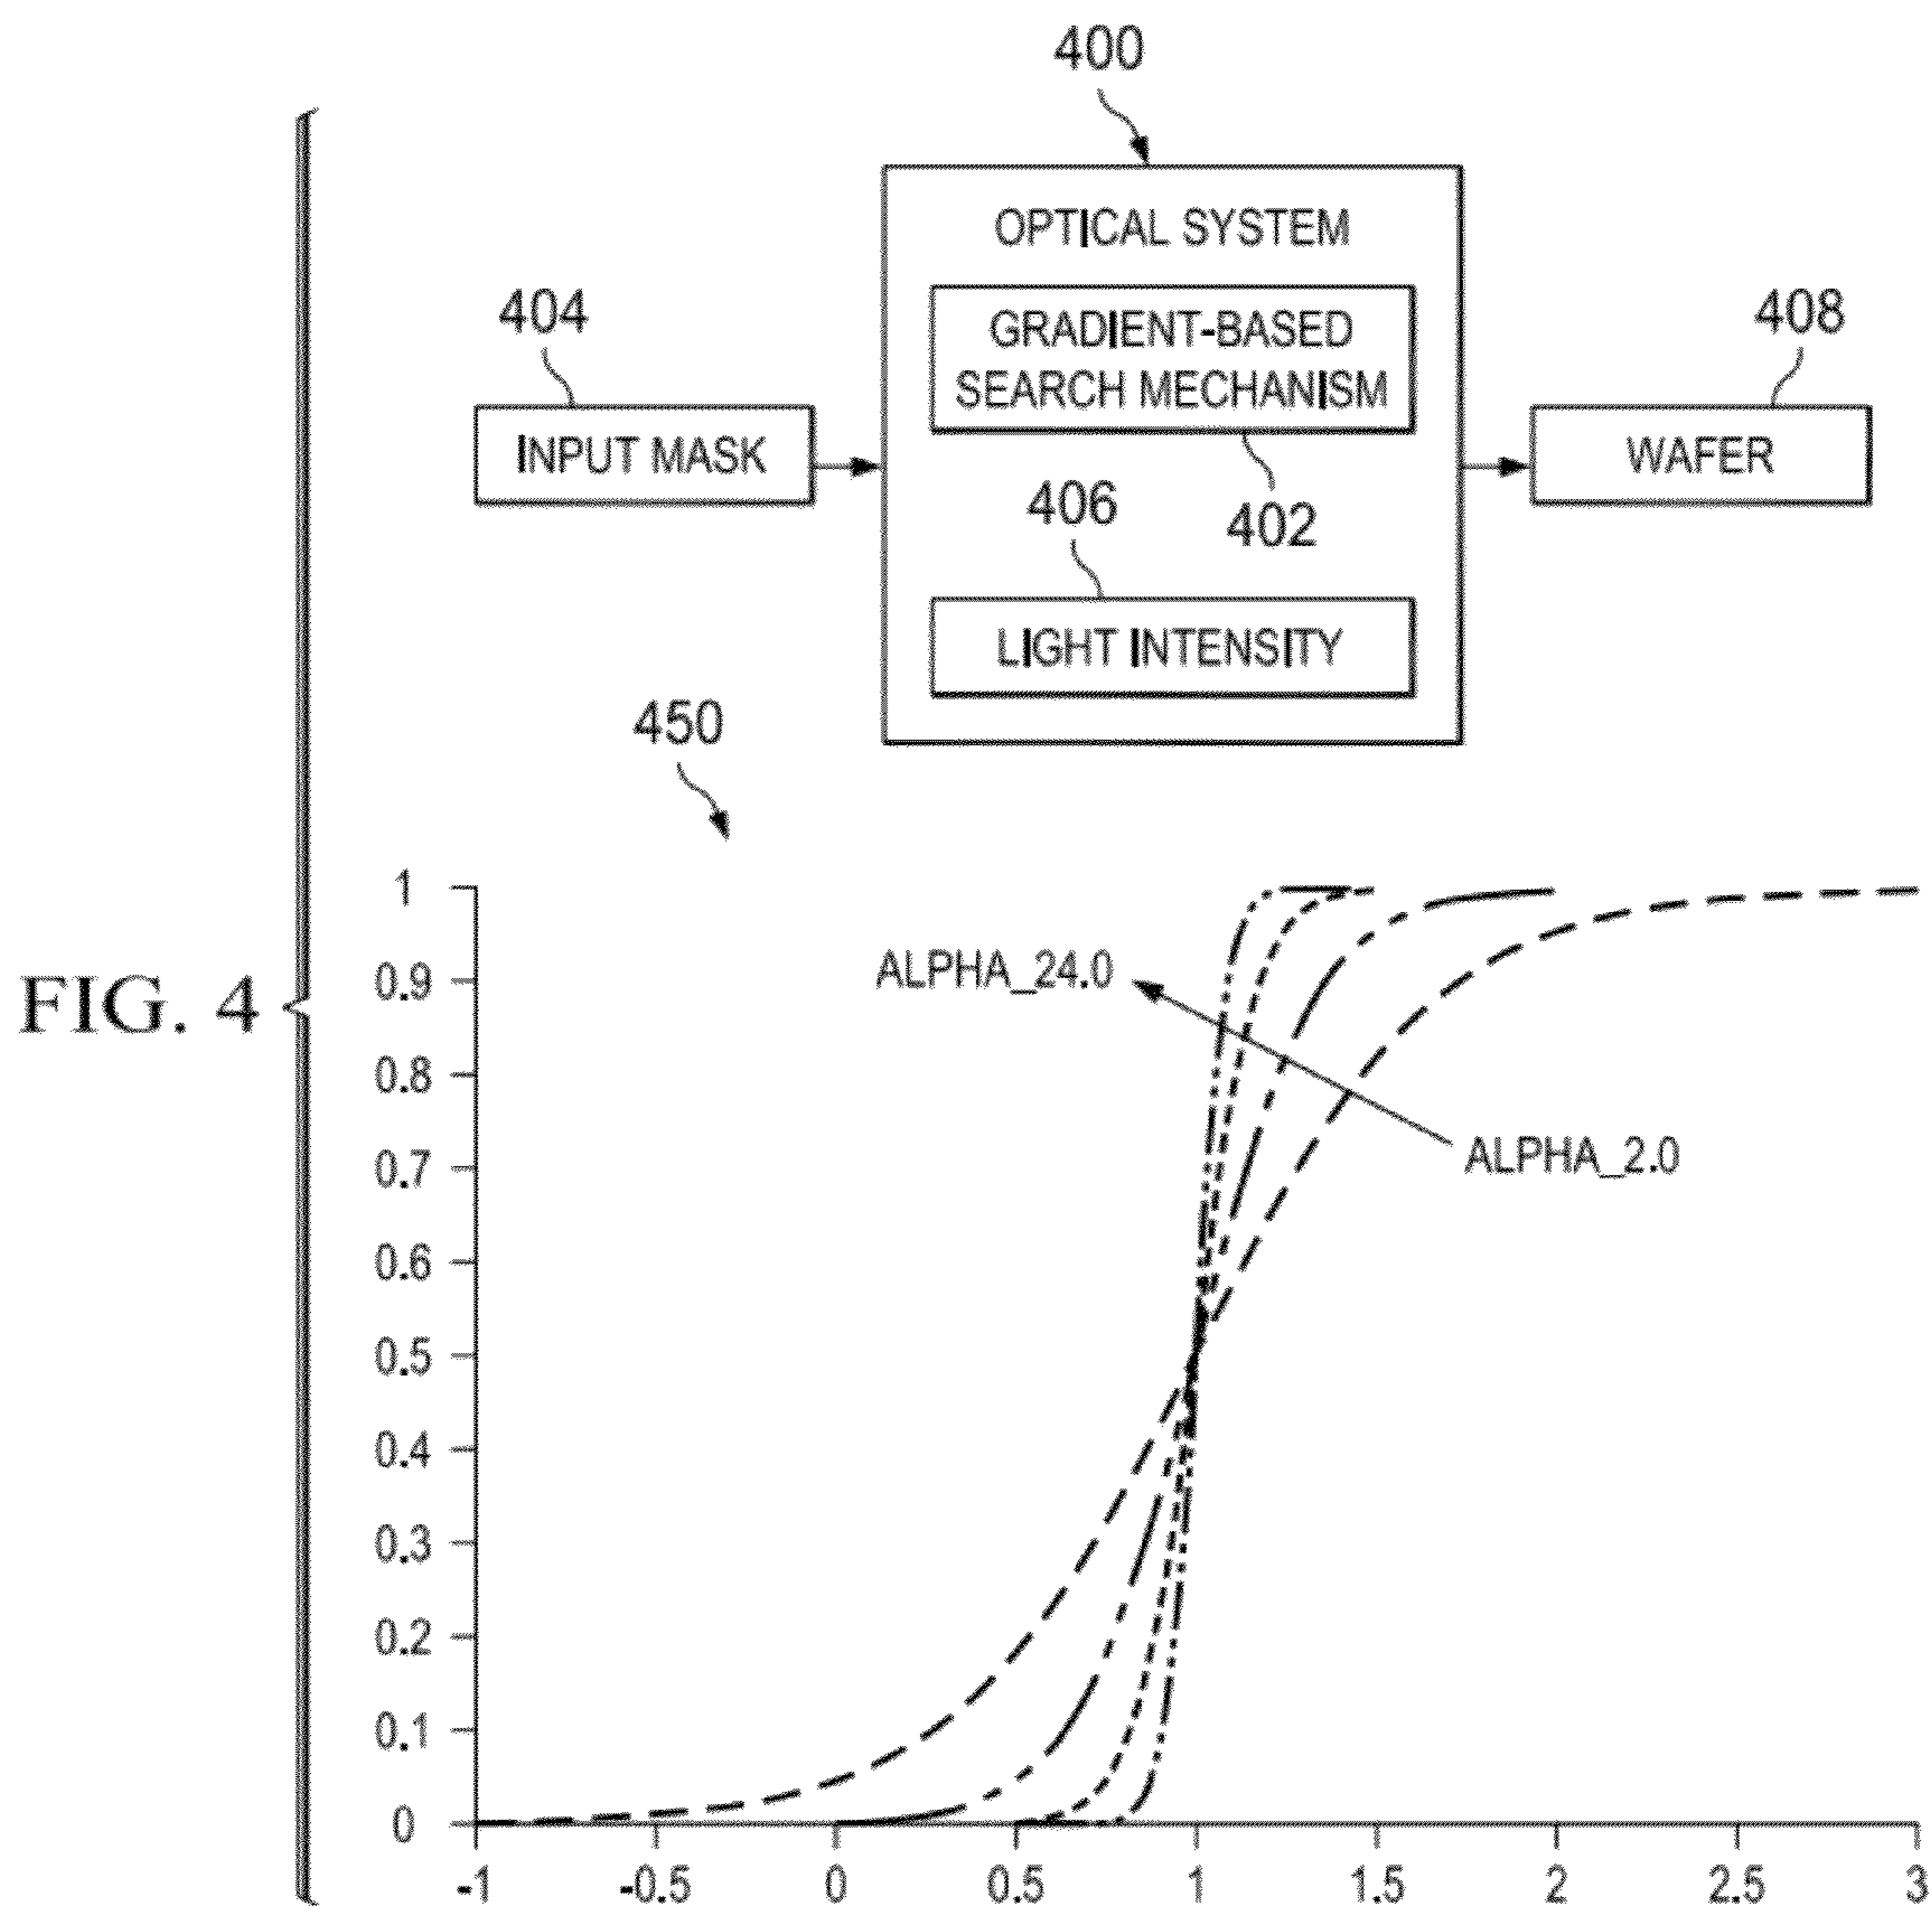 400
OPTICAL SYSTEM
GRADIENT-BASED
SEARCH MECHANISM
402
404
INPUT MASK
406
LIGHT INTENSITY
408
WAFER
450
FIG. 4
1
0.9
0.8
0.7
0.6
0.5
0.4
0.3
0.2
0.1
0
ALPHA_24.0
ALPHA_2.0
-1 -0.5 0 0.5 1 1.5 2 2.5 3